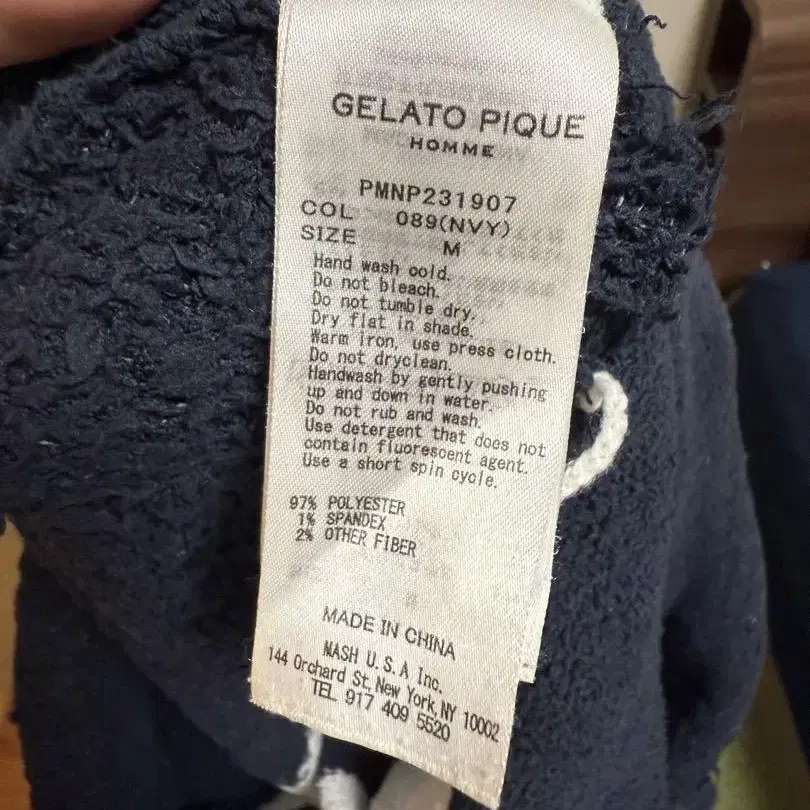 GELATO PIQUE
HOMME
PMNP231907
COL 089(NVY)
SIZE M
Hand wash cold.
Do not bleach.
Do not tumble dry.
Dry flat in shade.
Warm iron, use press cloth.
Do not dryclean.
Handwash by gently pushing
up and down in water.
Do not rub and wash.
Use detergent that does not
contain fluorescent agent.
Use a short spin cycle.
97% POLYESTER
1% SPANDEX
2% OTHER FIBER
MADE IN CHINA
MASH U.S.A Inc.
144 Orchard St, New York, NY 10002
TEL 917 409 5520